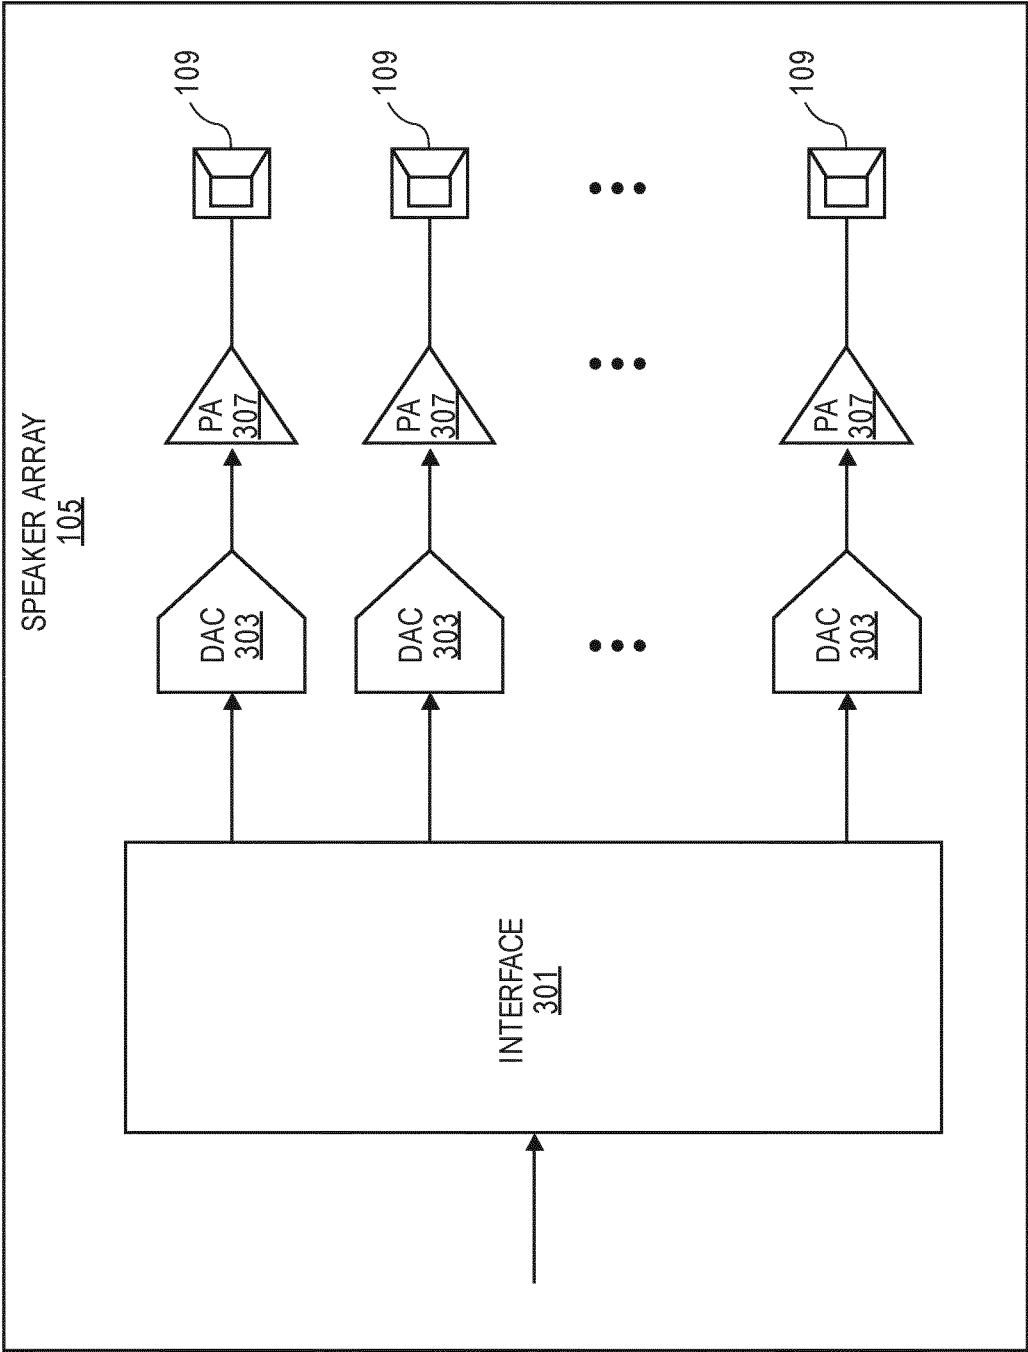 SPEAKER ARRAY
105
INTERFACE
301
DAC
303
PA
307
109
DAC
303
PA
307
109
DAC
303
PA
307
109